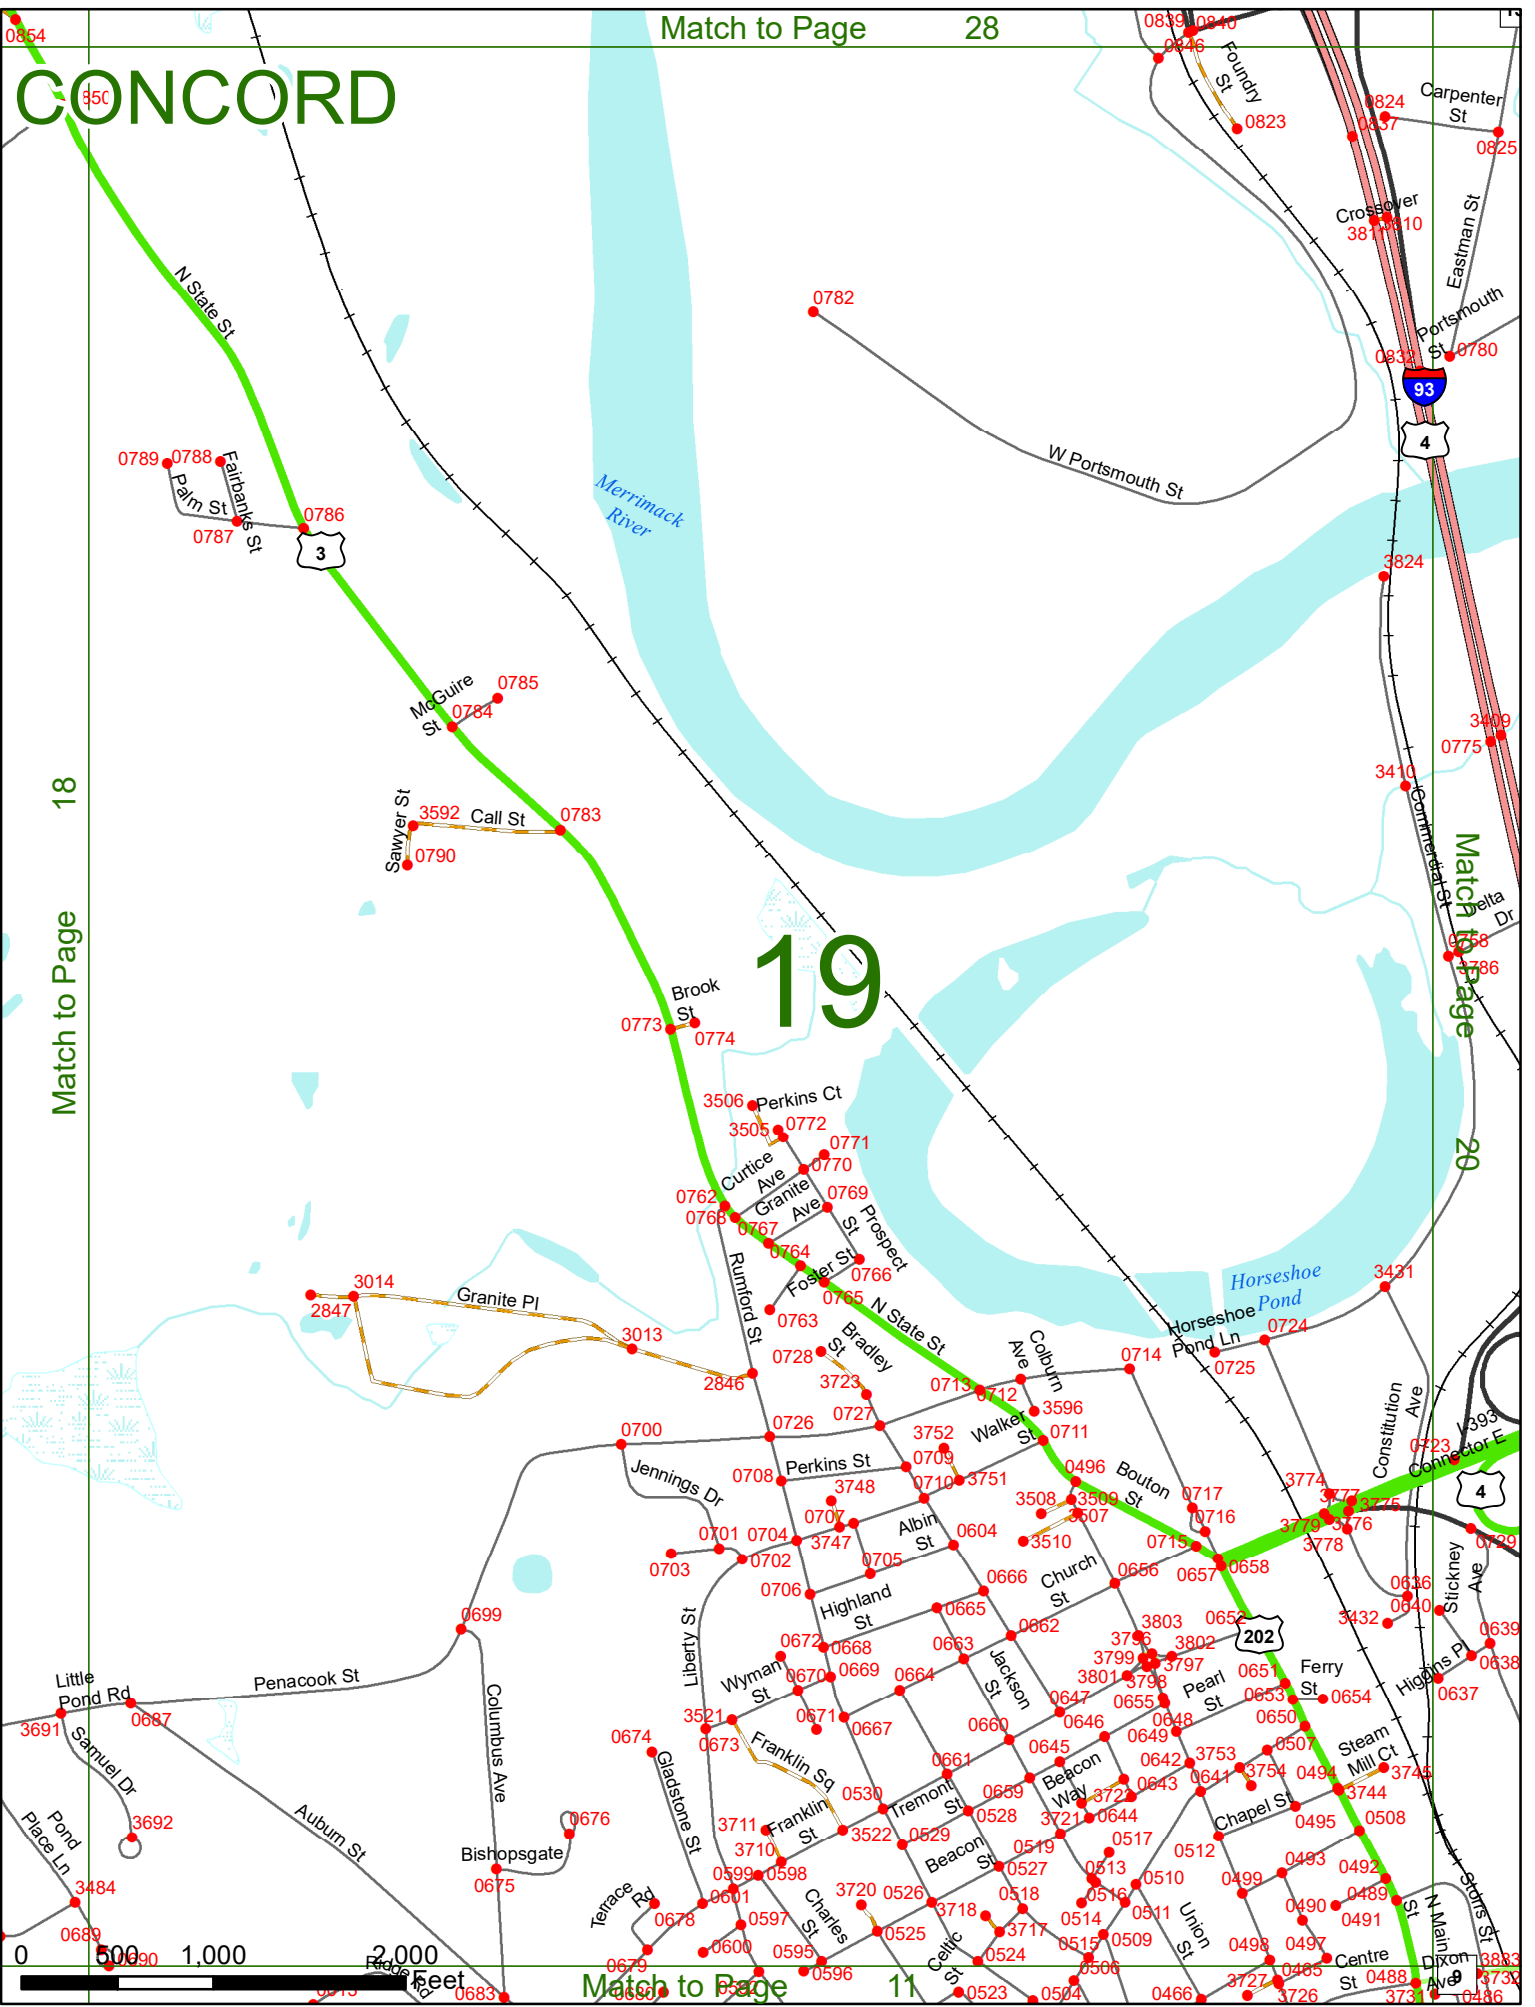 Match to Page 28
CONCORD
0854
0839
0840
0846
Foundry
St
0823
0824
0837
Carpenter
St
0825
Crossover
3811
3810
Eastman St
Portsmouth
St
0832
0780
93
4
N State St
0782
W Portsmouth St
Merrimack
River
0789
0788
Fairbanks St
Palm St
0787
0786
3
3824
McGuire
St
0785
0784
3409
0775
3410
Commercial St
Match to Page 18
Sawyer St
3592
Call St
0783
0790
Match to Page 20
Delta
Dr
0758
3786
19
Brook
St
0773
0774
3506
Perkins Ct
3505
0772
0771
0770
Curtice
Ave
Granite
Ave
0769
0762
0768
0767
0764
Prospect
St
Foster St
0766
0765
0763
Rumford St
N State St
3014
2847
Granite Pl
3013
2846
Horseshoe
Pond
3431
Horseshoe
Pond Ln
0724
0725
0728
Bradley
St
3723
0727
0726
0713
0712
Colburn
Ave
0714
3596
Walker
St
0711
0700
Jennings Dr
0708
Perkins St
3752
0709
0710
3751
0496
Bouton
St
3748
0707
3747
3508
3509
3507
3510
0717
0716
0715
Constitution
Ave
0723
I-393
Connector E
4
3774
3777
3775
3779
3776
3778
0729
0701
0703
0702
0704
0705
0706
Albin
St
0604
0666
Church
St
0656
0657
0658
Highland
St
0665
0662
0636
0640
3432
Stickney
Ave
0639
0638
Higgins Pl
0637
0699
Liberty St
0672
0668
0663
3803
3796
3799
3802
3797
3801
3798
0652
202
Little
Pond Rd
0687
3691
Penacook St
Wyman
St
0670
0669
0664
0671
0667
Jackson
St
0647
0655
0648
Pearl
St
0651
0653
Ferry
St
0654
0650
Samuel Dr
3692
Columbus Ave
3521
0673
0674
Gladstone St
Franklin Sq
0660
0646
0649
0645
0661
0659
Beacon
Way
3722
0642
0643
0641
3753
3754
0507
0494
Steam
Mill Ct
3745
3744
Pond
Place Ln
Auburn St
0676
Bishopsgate
0675
3711
3710
Franklin
St
3522
0530
Tremont
St
0528
0529
3721
0644
0519
Chapel St
0512
0495
0508
3484
0689
0690
Terrace
Rd
0678
0679
0599
0598
0601
0597
0600
0595
0596
Charles
St
3720
0526
0525
Beacon
St
0527
0518
3718
3717
Celtic
St
0524
0523
0517
0513
0516
0514
0510
0511
0509
0515
0506
0504
Union
St
0499
0493
0492
0490
0489
0491
0498
0497
0465
Centre
St
3727
3726
0466
0488
3731
N Main
St
Storrs St
Dixon
Ave
9
3883
3732
0486
0683
0 500 1,000 2,000
Feet
Match to Page 11